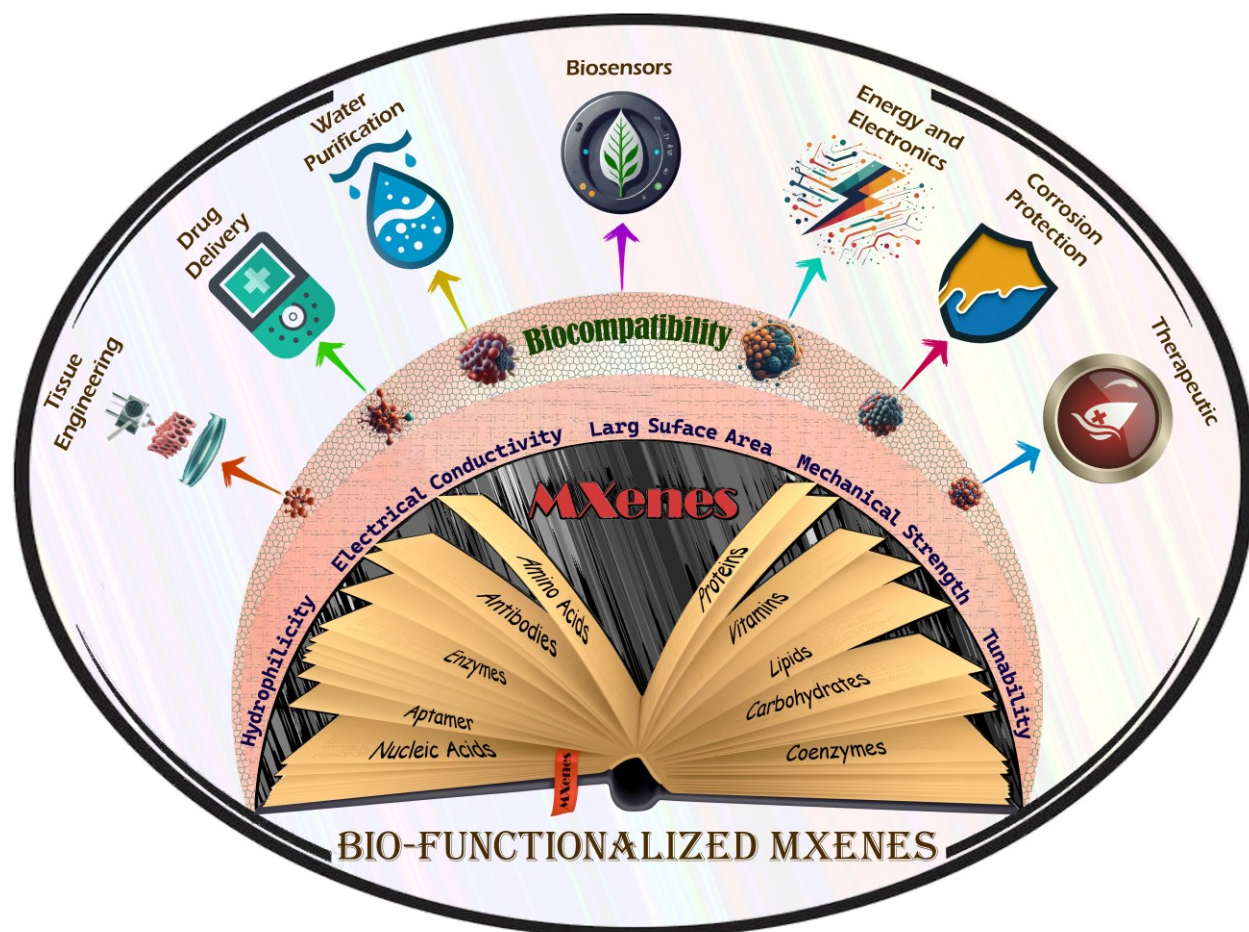 Biosensors
Water
Purification
Energy and
Electronics
Drug
Delivery
Corrosion
Protection
Tissue
Engineering
Therapeutic
Biocompatibility
Hydrophilicity
Electrical Conductivity
Larg Suface Area
Mechanical Strength
Tunability
MXenes
Amino Acids
Antibodies
Enzymes
Aptamer
Nucleic Acids
Proteins
Vitamins
Lipids
Carbohydrates
Coenzymes
MXenes
BIO-FUNCTIONALIZED MXENES